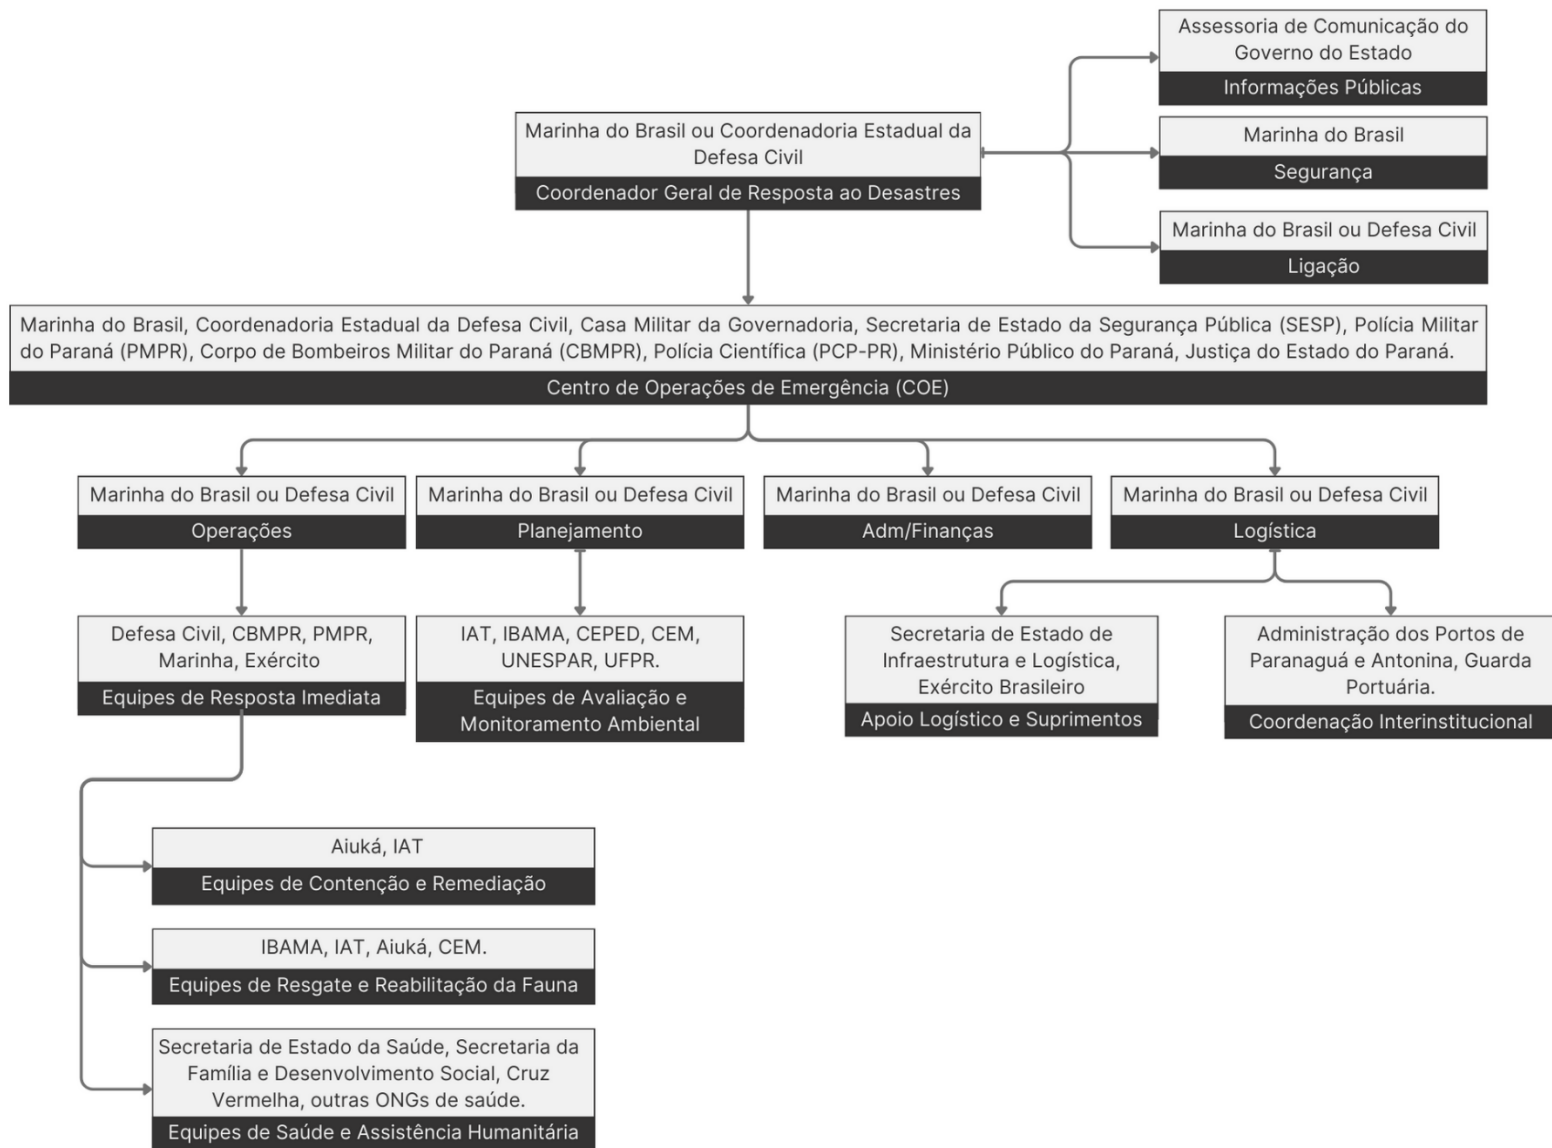 Assessoria de Comunicação do
Governo do Estado
Informações Públicas
Marinha do Brasil ou Coordenadoria Estadual da
Defesa Civil
Coordenador Geral de Resposta ao Desastres
Marinha do Brasil
Segurança
Marinha do Brasil ou Defesa Civil
Ligação
Marinha do Brasil, Coordenadoria Estadual da Defesa Civil, Casa Militar da Governadoria, Secretaria de Estado da Segurança Pública (SESP), Polícia Militar
do Paraná (PMPR), Corpo de Bombeiros Militar do Paraná (CBMPR), Polícia Científica (PCP-PR), Ministério Público do Paraná, Justiça do Estado do Paraná.
Centro de Operações de Emergência (COE)
Marinha do Brasil ou Defesa Civil
Operações
Marinha do Brasil ou Defesa Civil
Planejamento
Marinha do Brasil ou Defesa Civil
Adm/Finanças
Marinha do Brasil ou Defesa Civil
Logística
Defesa Civil, CBMPR, PMPR,
Marinha, Exército
Equipes de Resposta Imediata
IAT, IBAMA, CEPED, CEM,
UNESPAR, UFPR.
Equipes de Avaliação e
Monitoramento Ambiental
Secretaria de Estado de
Infraestrutura e Logística,
Exército Brasileiro
Apoio Logístico e Suprimentos
Administração dos Portos de
Paranaguá e Antonina, Guarda
Portuária.
Coordenação Interinstitucional
Aiuká, IAT
Equipes de Contenção e Remediação
IBAMA, IAT, Aiuká, CEM.
Equipes de Resgate e Reabilitação da Fauna
Secretaria de Estado da Saúde, Secretaria da
Família e Desenvolvimento Social, Cruz
Vermelha, outras ONGs de saúde.
Equipes de Saúde e Assistência Humanitária